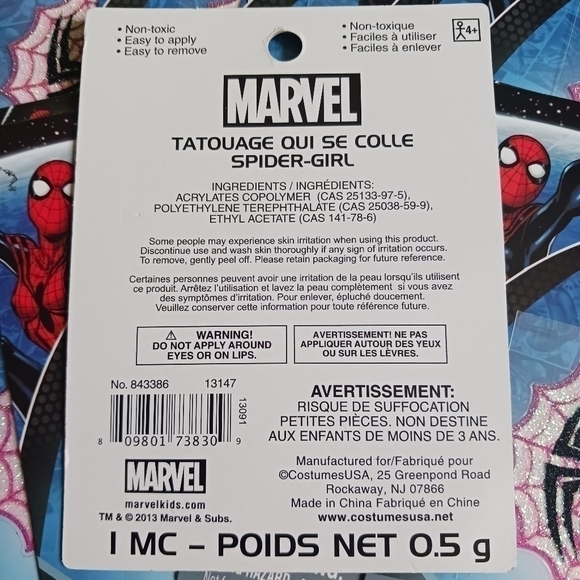 • Non-toxic
• Easy to apply
• Easy to remove
• Non-toxique
• Faciles à utiliser
• Faciles à enlever
4+
MARVEL
TATOUAGE QUI SE COLLE
SPIDER-GIRL
INGREDIENTS / INGRÉDIENTS:
ACRYLATES COPOLYMER (CAS 25133-97-5),
POLYETHYLENE TEREPHTHALATE (CAS 25038-59-9),
ETHYL ACETATE (CAS 141-78-6)
Some people may experience skin irritation when using this product.
Discontinue use and wash skin thorougly if any sign of irritation occurs.
To remove, gently peel off. Please retain packaging for future reference.
Certaines personnes peuvent avoir une irritation de la peau lorsqu'ils utilisent
ce produit. Arrêtez l'utilisation et lavez la peau complètement si vous avez
des symptômes d'irritation. Pour enlever, épluché doucement.
Veuillez conserver cette information pour toute référence future.
WARNING!
DO NOT APPLY AROUND
EYES OR ON LIPS.
AVERTISSEMENT! NE PAS
APPLIQUER AUTOUR DES YEUX
OU SUR LES LÈVRES.
No. 843386 13147
13091
8 09801 73830 9
AVERTISSEMENT:
RISQUE DE SUFFOCATION
PETITES PIÈCES. NON DESTINE
AUX ENFANTS DE MOINS DE 3 ANS.
MARVEL
marvelkids.com
TM & © 2013 Marvel & Subs.
Manufactured for/Fabriqué pour
©CostumesUSA, 25 Greenpond Road
Rockaway, NJ 07866
Made in China Fabriqué en Chine
www.costumesusa.net
1 MC – POIDS NET 0.5 g